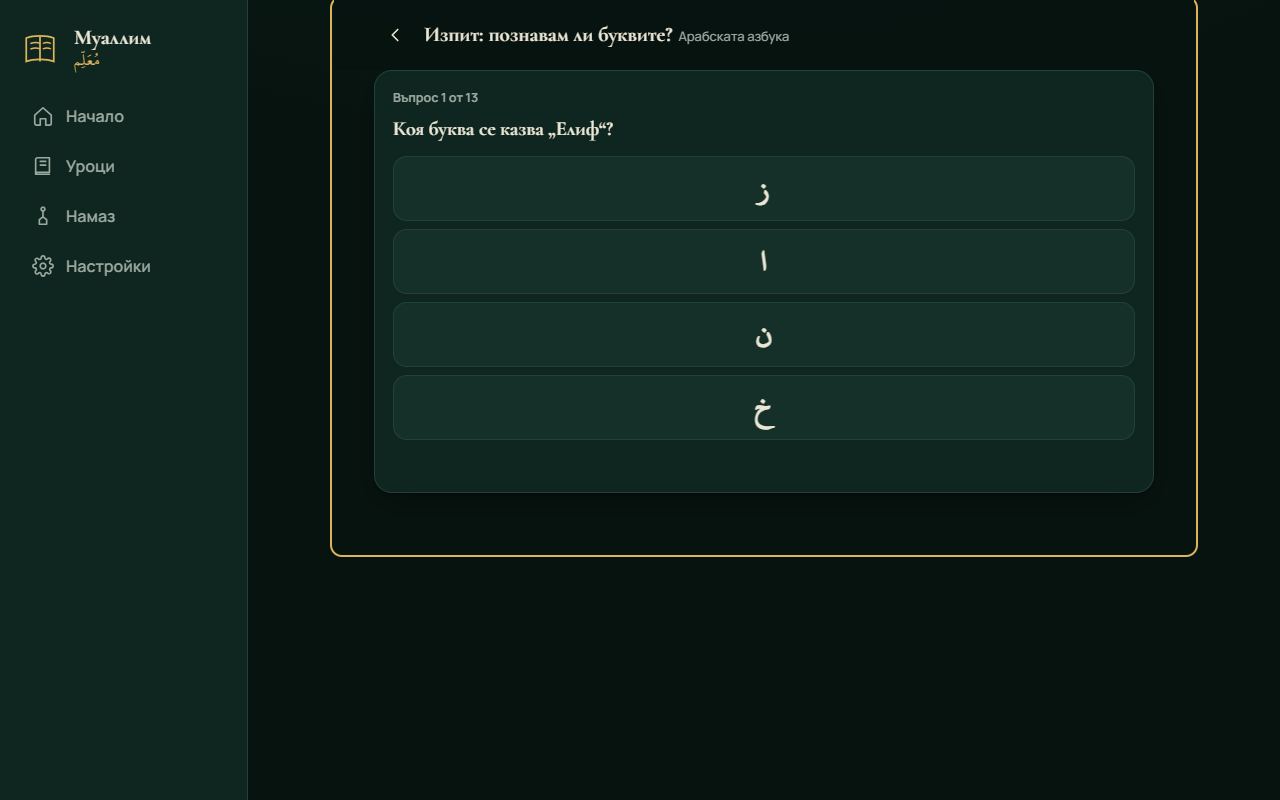 Муаллим
مُعَلِّم
Начало
Уроци
Намаз
Настройки
Изпит: познавам ли буквите? Арабската азбука
Въпрос 1 от 13
Коя буква се казва „Елиф“?
ز
ا
ن
خ